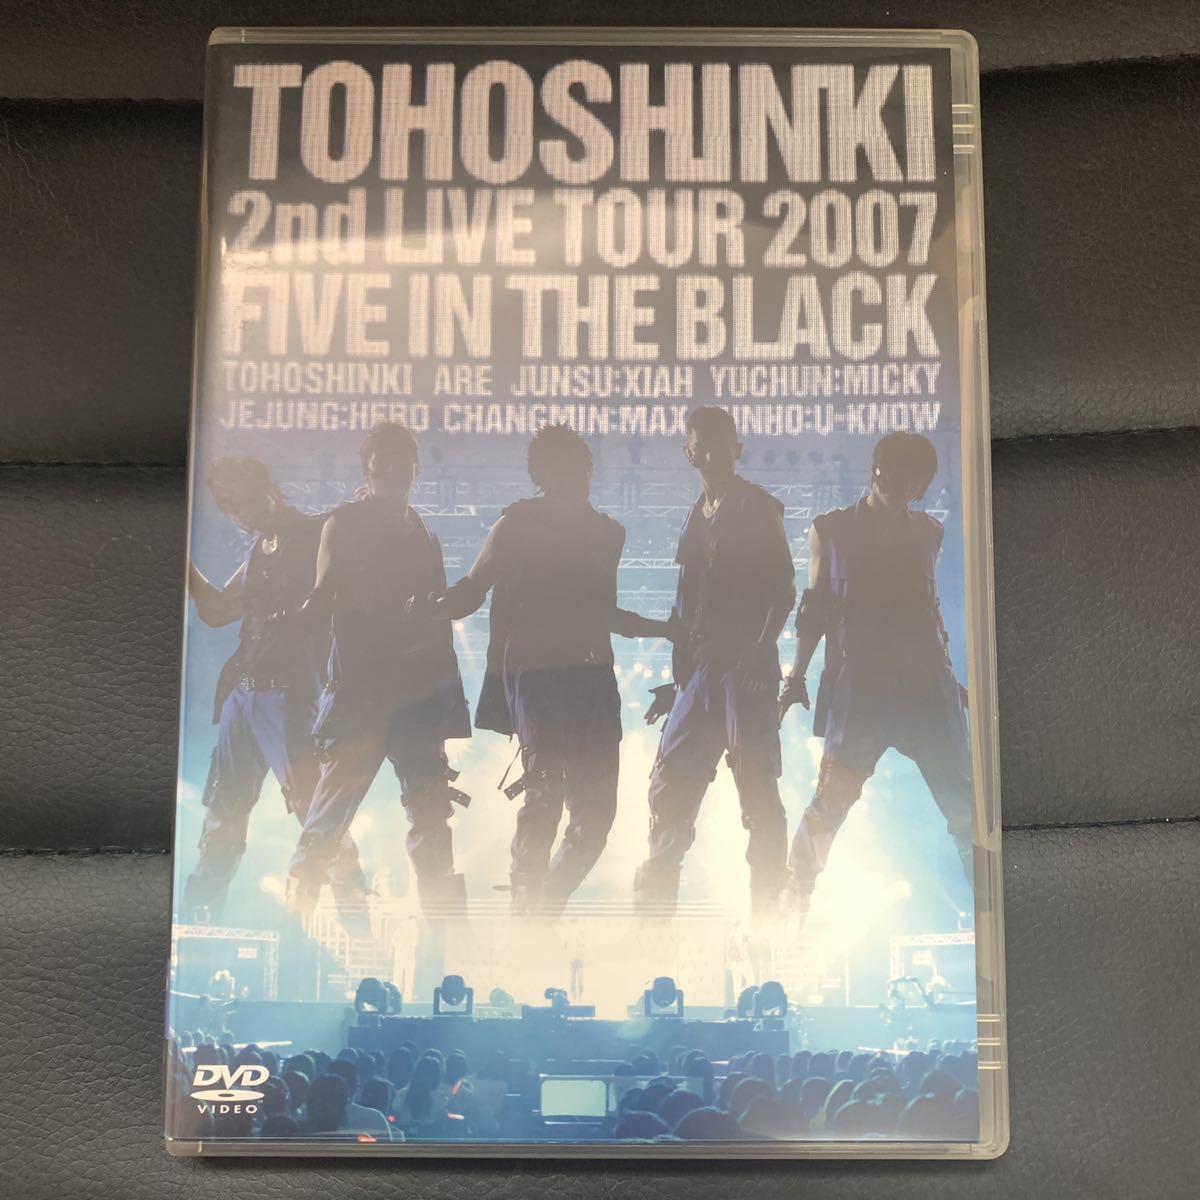 TOHOSHINKI
2nd LIVE TOUR 2007
FIVE IN THE BLACK
TOHOSHINKI ARE JUNSU:XIAH YUCHUN:MICKY
JEJUNG:HERO CHANGMIN:MAX YUNHO:U-KNOW
DVD
VIDEO